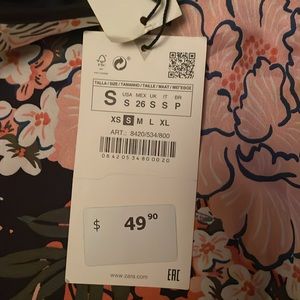 TALLA / SIZE / TAMANHO / TAILLE / MAAT / МЕГЕӨОС
S
USA MEX UK IT BR
S 26 S S P
XS S M L XL
ART.: 8420/534/800
08420534800020
$ 49 90
www.zara.com
EAC